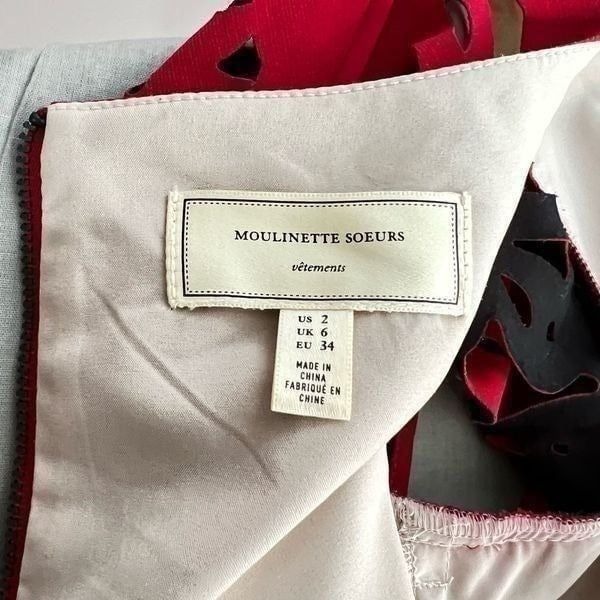 MOULINETTE SOEURS
vêtements
US 2
UK 6
EU 34
MADE IN
CHINA
FABRIQUÉ EN
CHINE